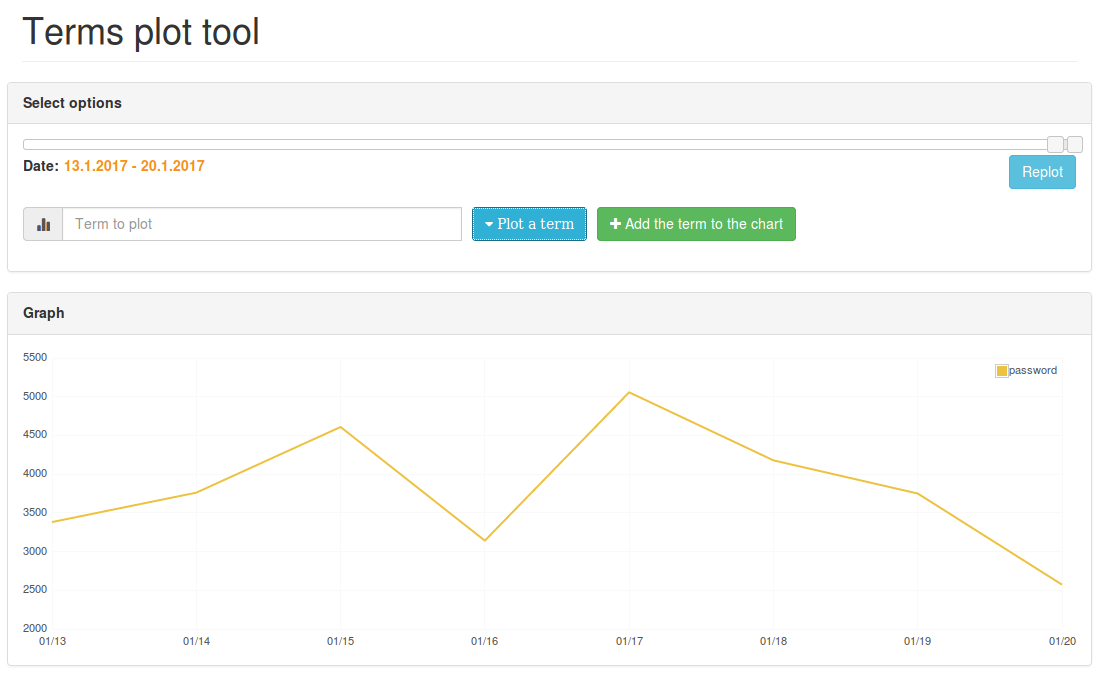 Terms plot tool
Select options
Date: 13.1.2017 - 20.1.2017
Replot
Term to plot
Plot a term
Add the term to the chart
Graph
5500
password
5000
4500
4000
3500
3000
2500
2000
01/13 01/14 01/15 01/16 01/17 01/18 01/19 01/20